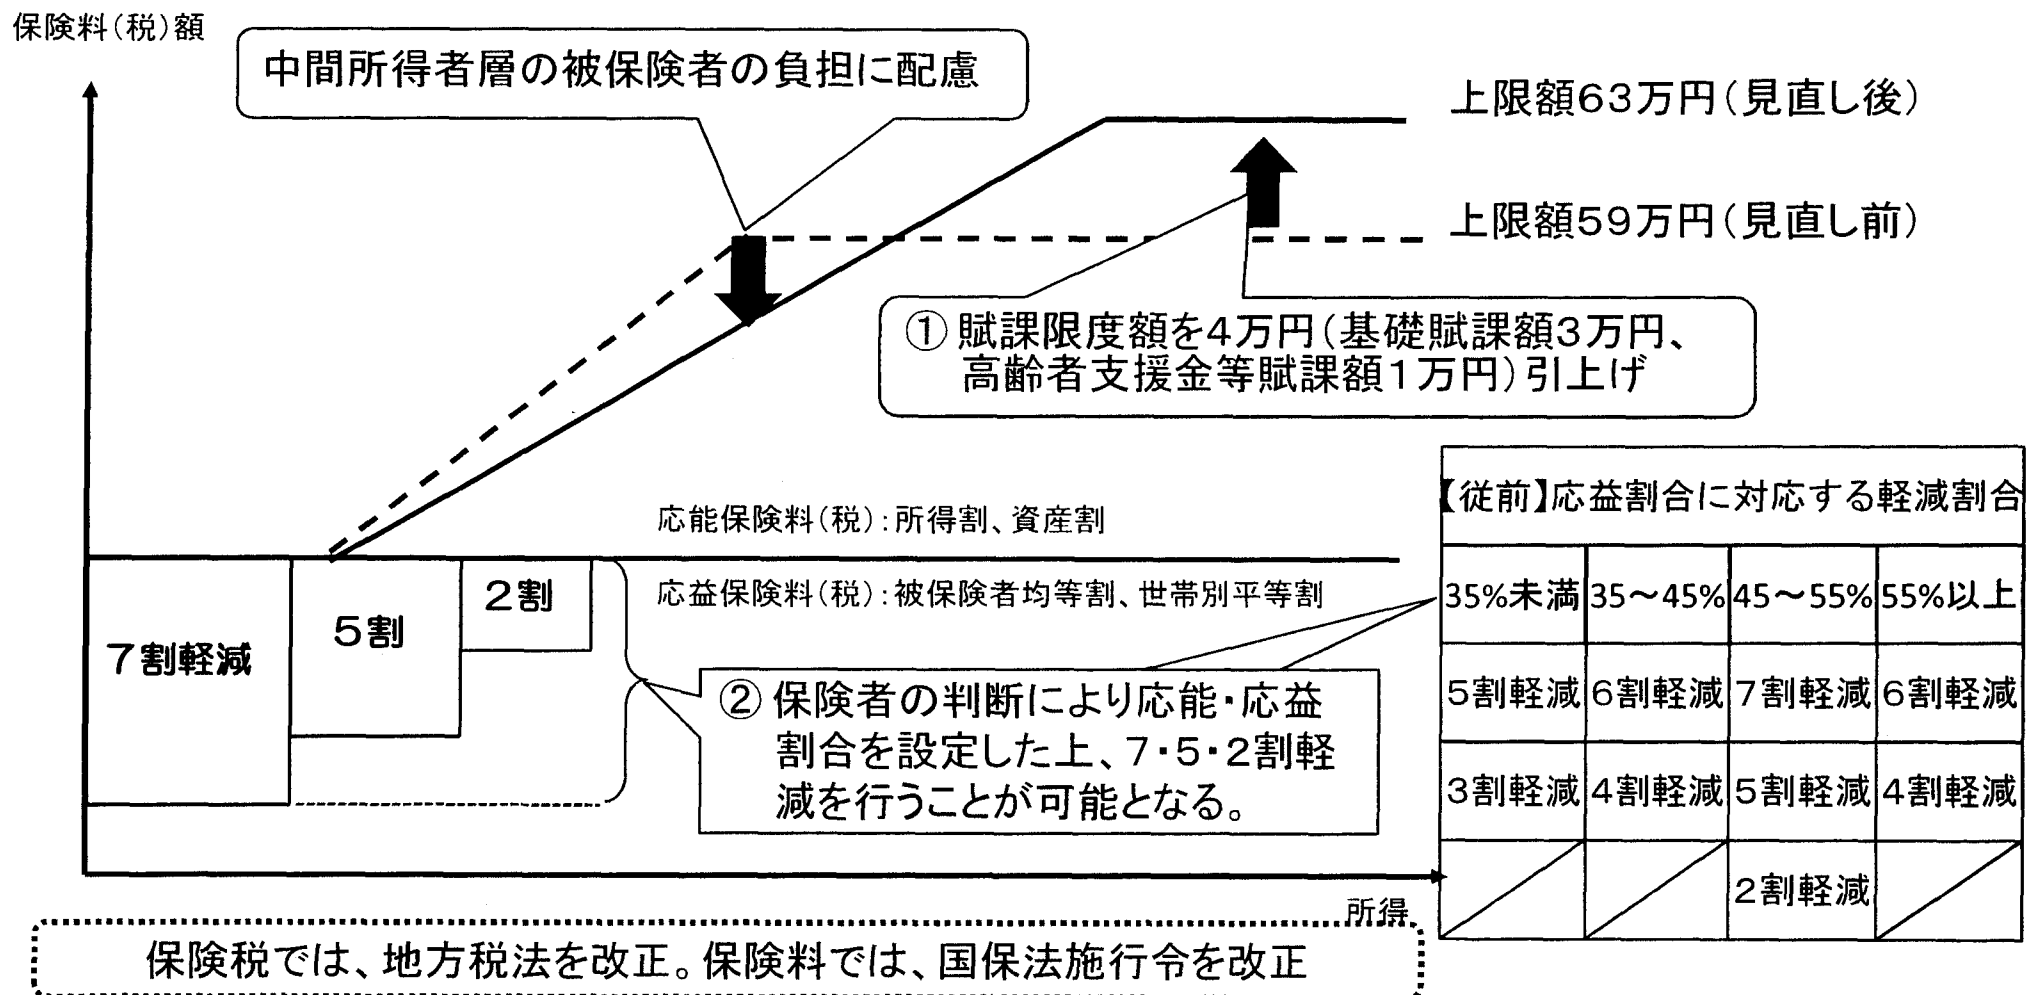 保険料(税)額
中間所得者層の被保険者の負担に配慮
上限額63万円(見直し後)
上限額59万円(見直し前)
① 賦課限度額を4万円(基礎賦課額3万円、
高齢者支援金等賦課額1万円)引上げ
応能保険料(税):所得割、資産割
応益保険料(税):被保険者均等割、世帯別平等割
7割軽減
5割
2割
② 保険者の判断により応能・応益
割合を設定した上、7・5・2割軽
減を行うことが可能となる。
【従前】応益割合に対応する軽減割合
35%未満 35〜45% 45〜55% 55%以上
5割軽減 6割軽減 7割軽減 6割軽減
3割軽減 4割軽減 5割軽減 4割軽減
2割軽減
所得
保険税では、地方税法を改正。保険料では、国保法施行令を改正